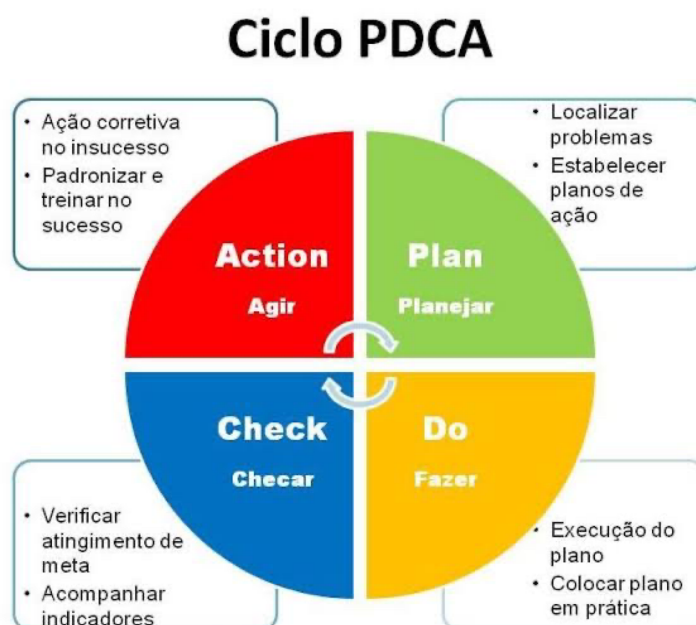 Ciclo PDCA
• Ação corretiva
no insucesso
• Padronizar e
treinar no
sucesso
• Localizar
problemas
• Estabelecer
planos de
ação
Action
Agir
Plan
Planejar
Check
Checar
Do
Fazer
• Verificar
atingimento de
meta
• Acompanhar
indicadores
• Execução do
plano
• Colocar plano
em prática